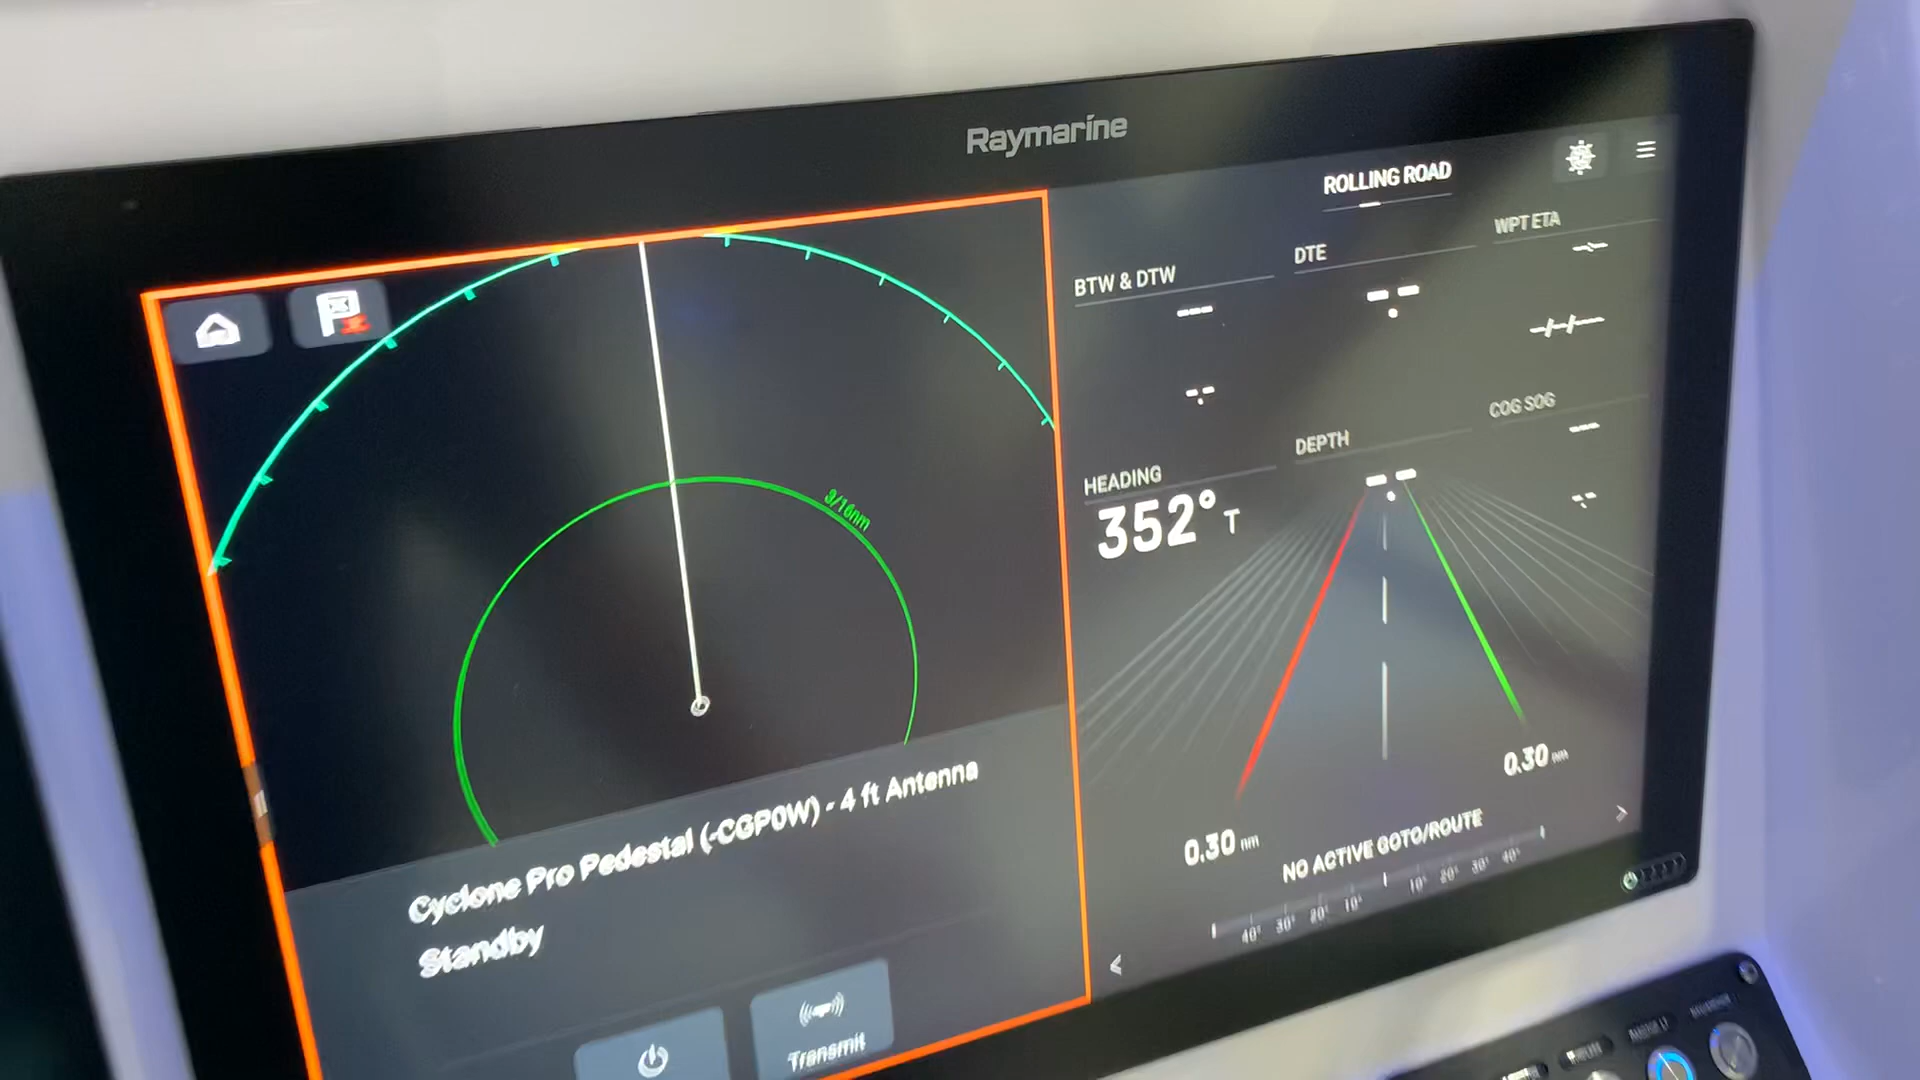 Raymarine
ROLLING ROAD
BTW & DTW
DTE
WPT ETA
---
-- . --
--:--
--/--/--
-.-
HEADING
352° T
DEPTH
-- . --
COG SOG
---
-.-
9/16nm
Cyclone Pro Pedestal (-CGP0W) - 4 ft Antenna
Standby
Transmit
0.30 nm
0.30 nm
NO ACTIVE GOTO/ROUTE
40° 30° 20° 10° 10° 20° 30° 40°